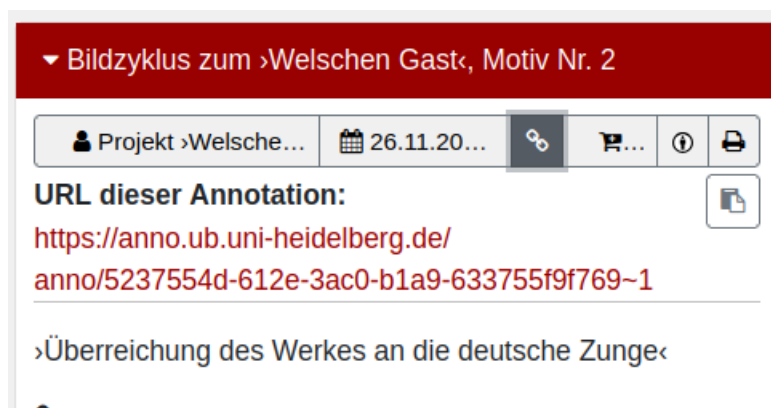 Bildzyklus zum ›Welschen Gast‹, Motiv Nr. 2
Projekt ›Welsche… 26.11.20… …
URL dieser Annotation:
https://anno.ub.uni-heidelberg.de/
anno/5237554d-612e-3ac0-b1a9-633755f9f769~1
›Überreichung des Werkes an die deutsche Zunge‹